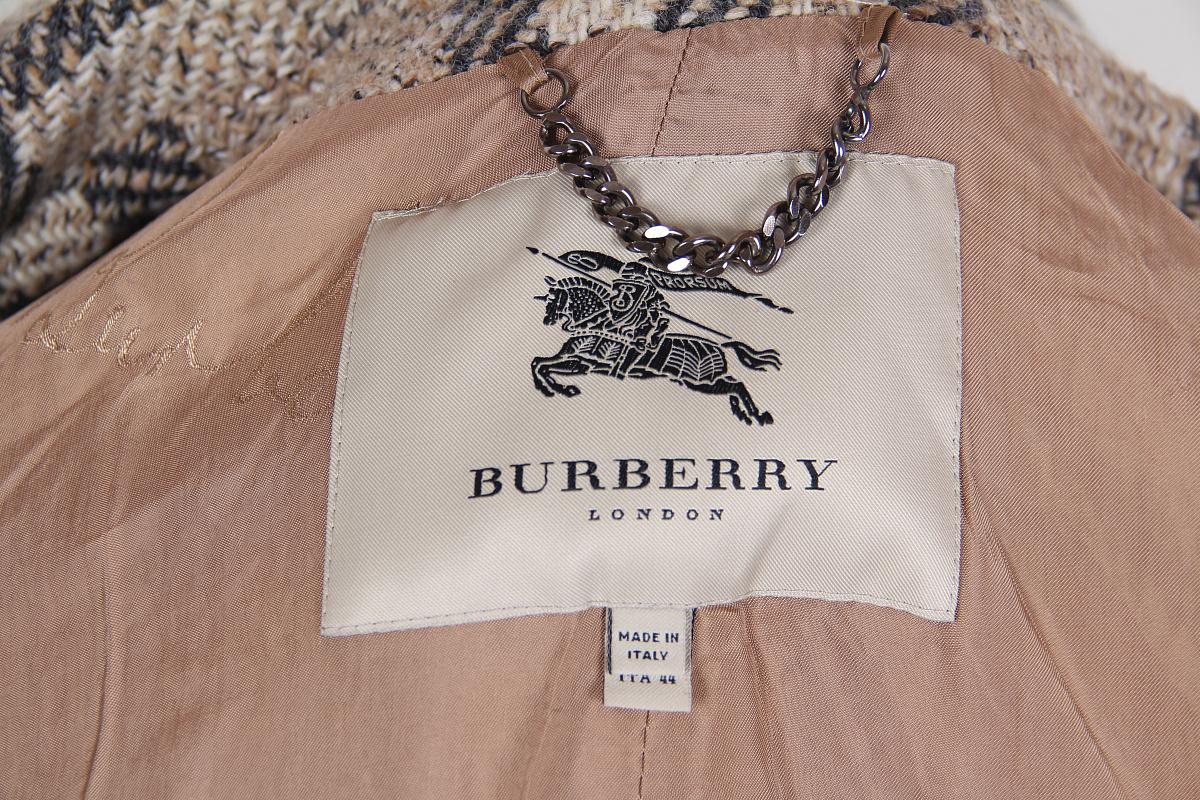 B
PRORSUM
B
BURBERRY
LONDON
MADE IN
ITALY
ITA 44